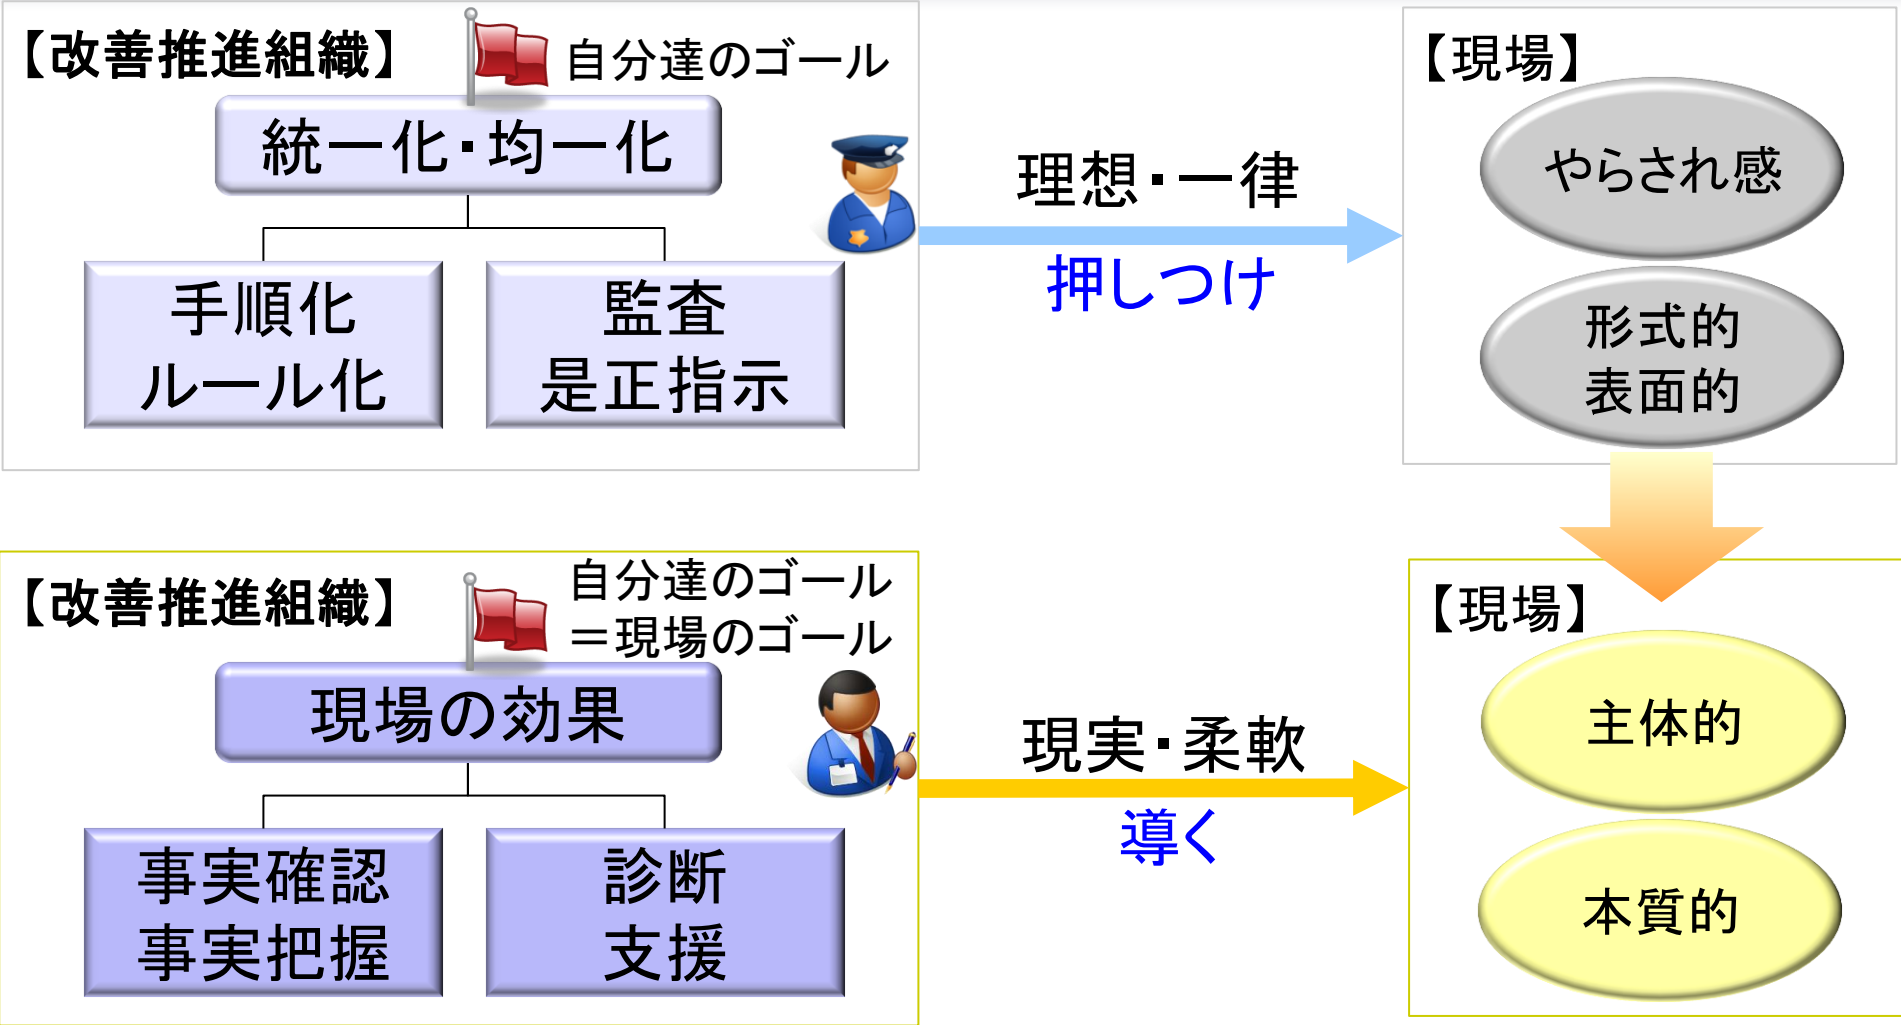 【改善推進組織】
自分達のゴール
統一化・均一化
手順化
ルール化
監査
是正指示
理想・一律
押しつけ
【現場】
やらされ感
形式的
表面的
【改善推進組織】
自分達のゴール
＝現場のゴール
現場の効果
事実確認
事実把握
診断
支援
現実・柔軟
導く
【現場】
主体的
本質的